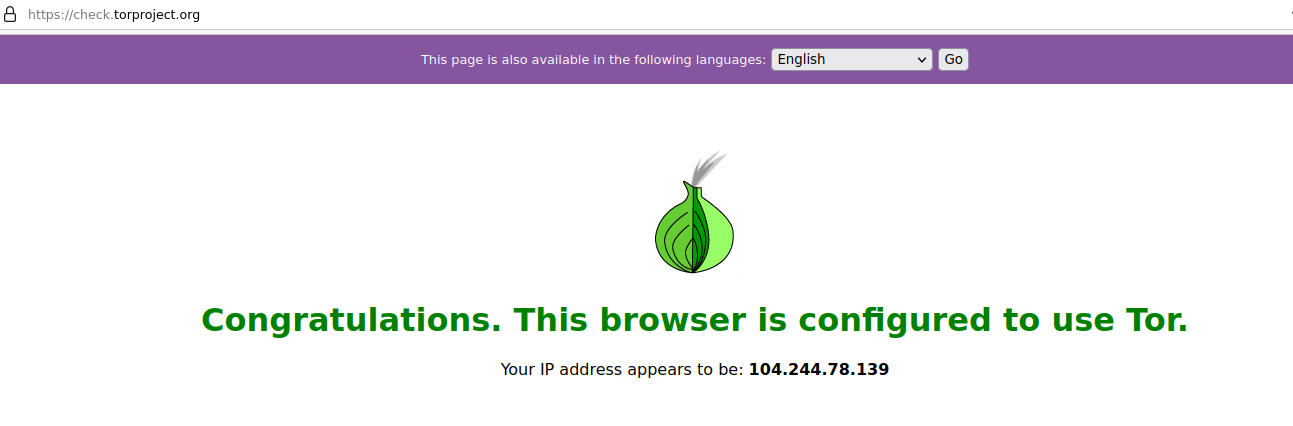 https://check.torproject.org
This page is also available in the following languages: English Go
Congratulations. This browser is configured to use Tor.
Your IP address appears to be: 104.244.78.139